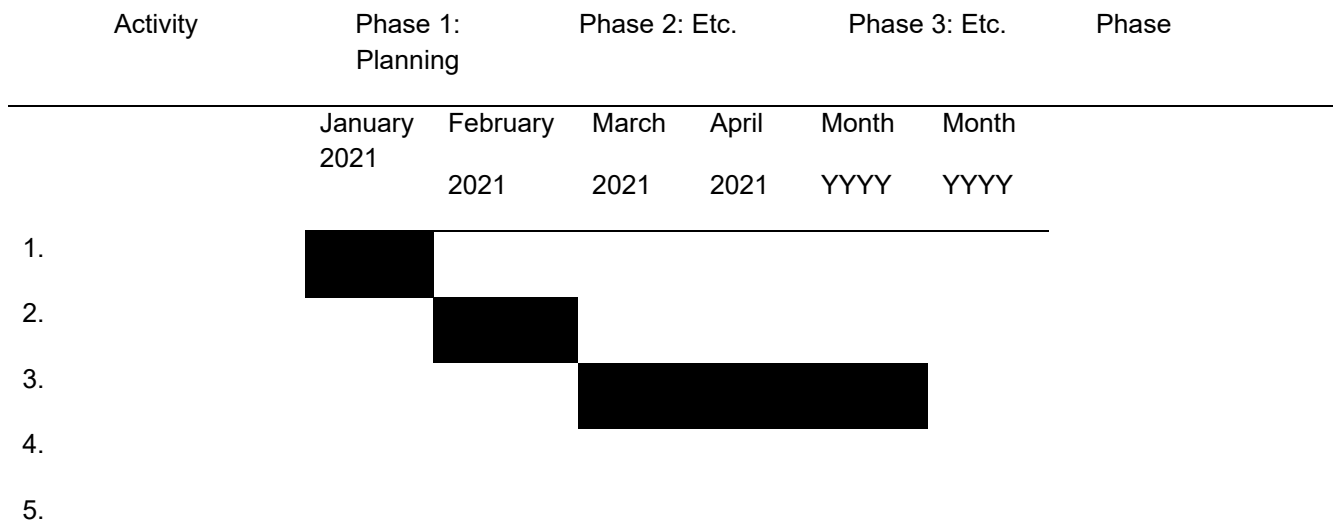 Activity Phase 1: Phase 2: Etc. Phase 3: Etc. Phase
Planning
January February March April Month Month
2021
2021 2021 2021 YYYY YYYY
1.
2.
3.
4.
5.